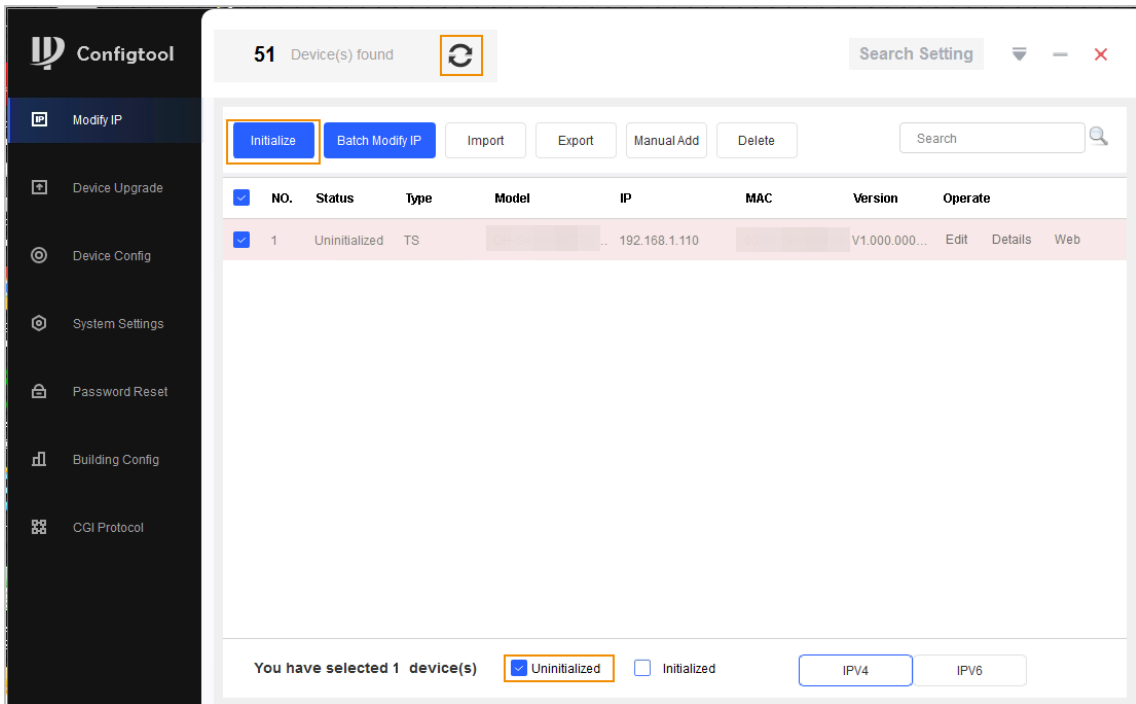 Configtool
51 Device(s) found
Search Setting
Modify IP
Device Upgrade
Device Config
System Settings
Password Reset
Building Config
CGI Protocol
Initialize Batch Modify IP Import Export Manual Add Delete Search
NO. Status Type Model IP MAC Version Operate
1 Uninitialized TS .. 192.168.1.110 V1.000.000... Edit Details Web
You have selected 1 device(s) Uninitialized Initialized IPV4 IPV6